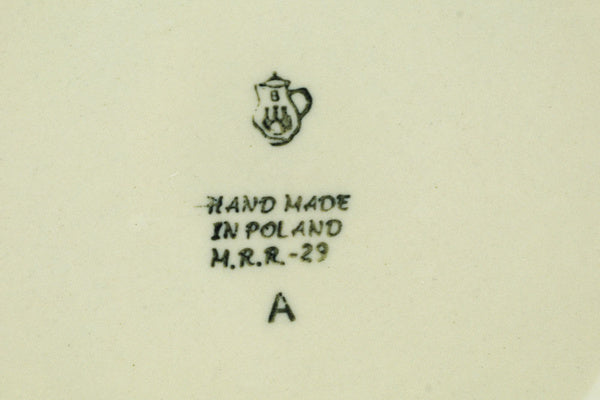 B
HAND MADE
IN POLAND
M.R.R.-29
A